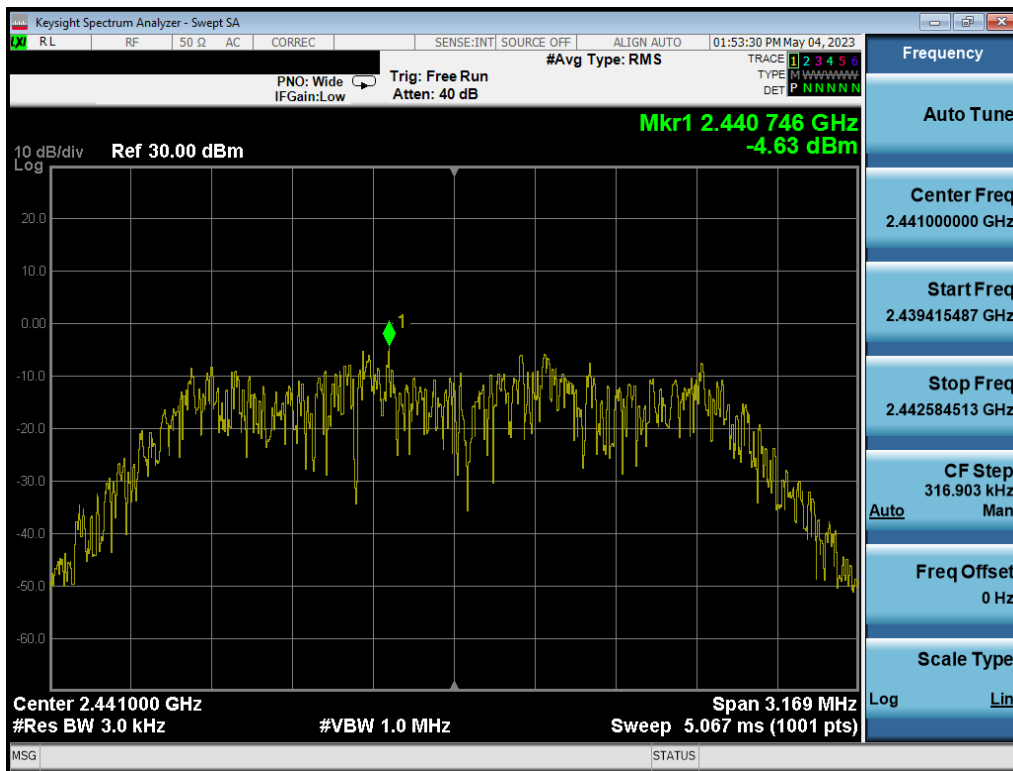 Keysight Spectrum Analyzer - Swept SA
LXI RL RF 50 Ω AC CORREC SENSE:INT SOURCE OFF ALIGN AUTO 01:53:30 PM May 04, 2023
#Avg Type: RMS
TRACE 1 2 3 4 5 6
TYPE M WWWWW
DET P N N N N N
PNO: Wide
IFGain:Low
Trig: Free Run
Atten: 40 dB
Mkr1 2.440 746 GHz
-4.63 dBm
10 dB/div Ref 30.00 dBm
Log
20.0
10.0
0.00
-10.0
-20.0
-30.0
-40.0
-50.0
-60.0
1
Center 2.441000 GHz Span 3.169 MHz
#Res BW 3.0 kHz #VBW 1.0 MHz Sweep 5.067 ms (1001 pts)
MSG STATUS
Frequency
Auto Tune
Center Freq
2.441000000 GHz
Start Freq
2.439415487 GHz
Stop Freq
2.442584513 GHz
CF Step
316.903 kHz
Auto Man
Freq Offset
0 Hz
Scale Type
Log Lin